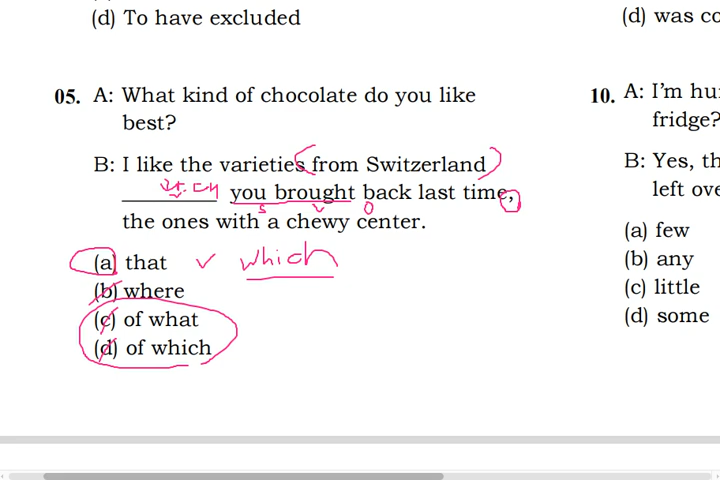 (d) To have excluded
(d) was co
05. A: What kind of chocolate do you like
best?
B: I like the varieties from Switzerland
________ you brought back last time,
s v o
the ones with a chewy center.
(a) that v which
(b) where
(c) of what
(d) of which
10. A: I'm hu
fridge?
B: Yes, th
left ove
(a) few
(b) any
(c) little
(d) some